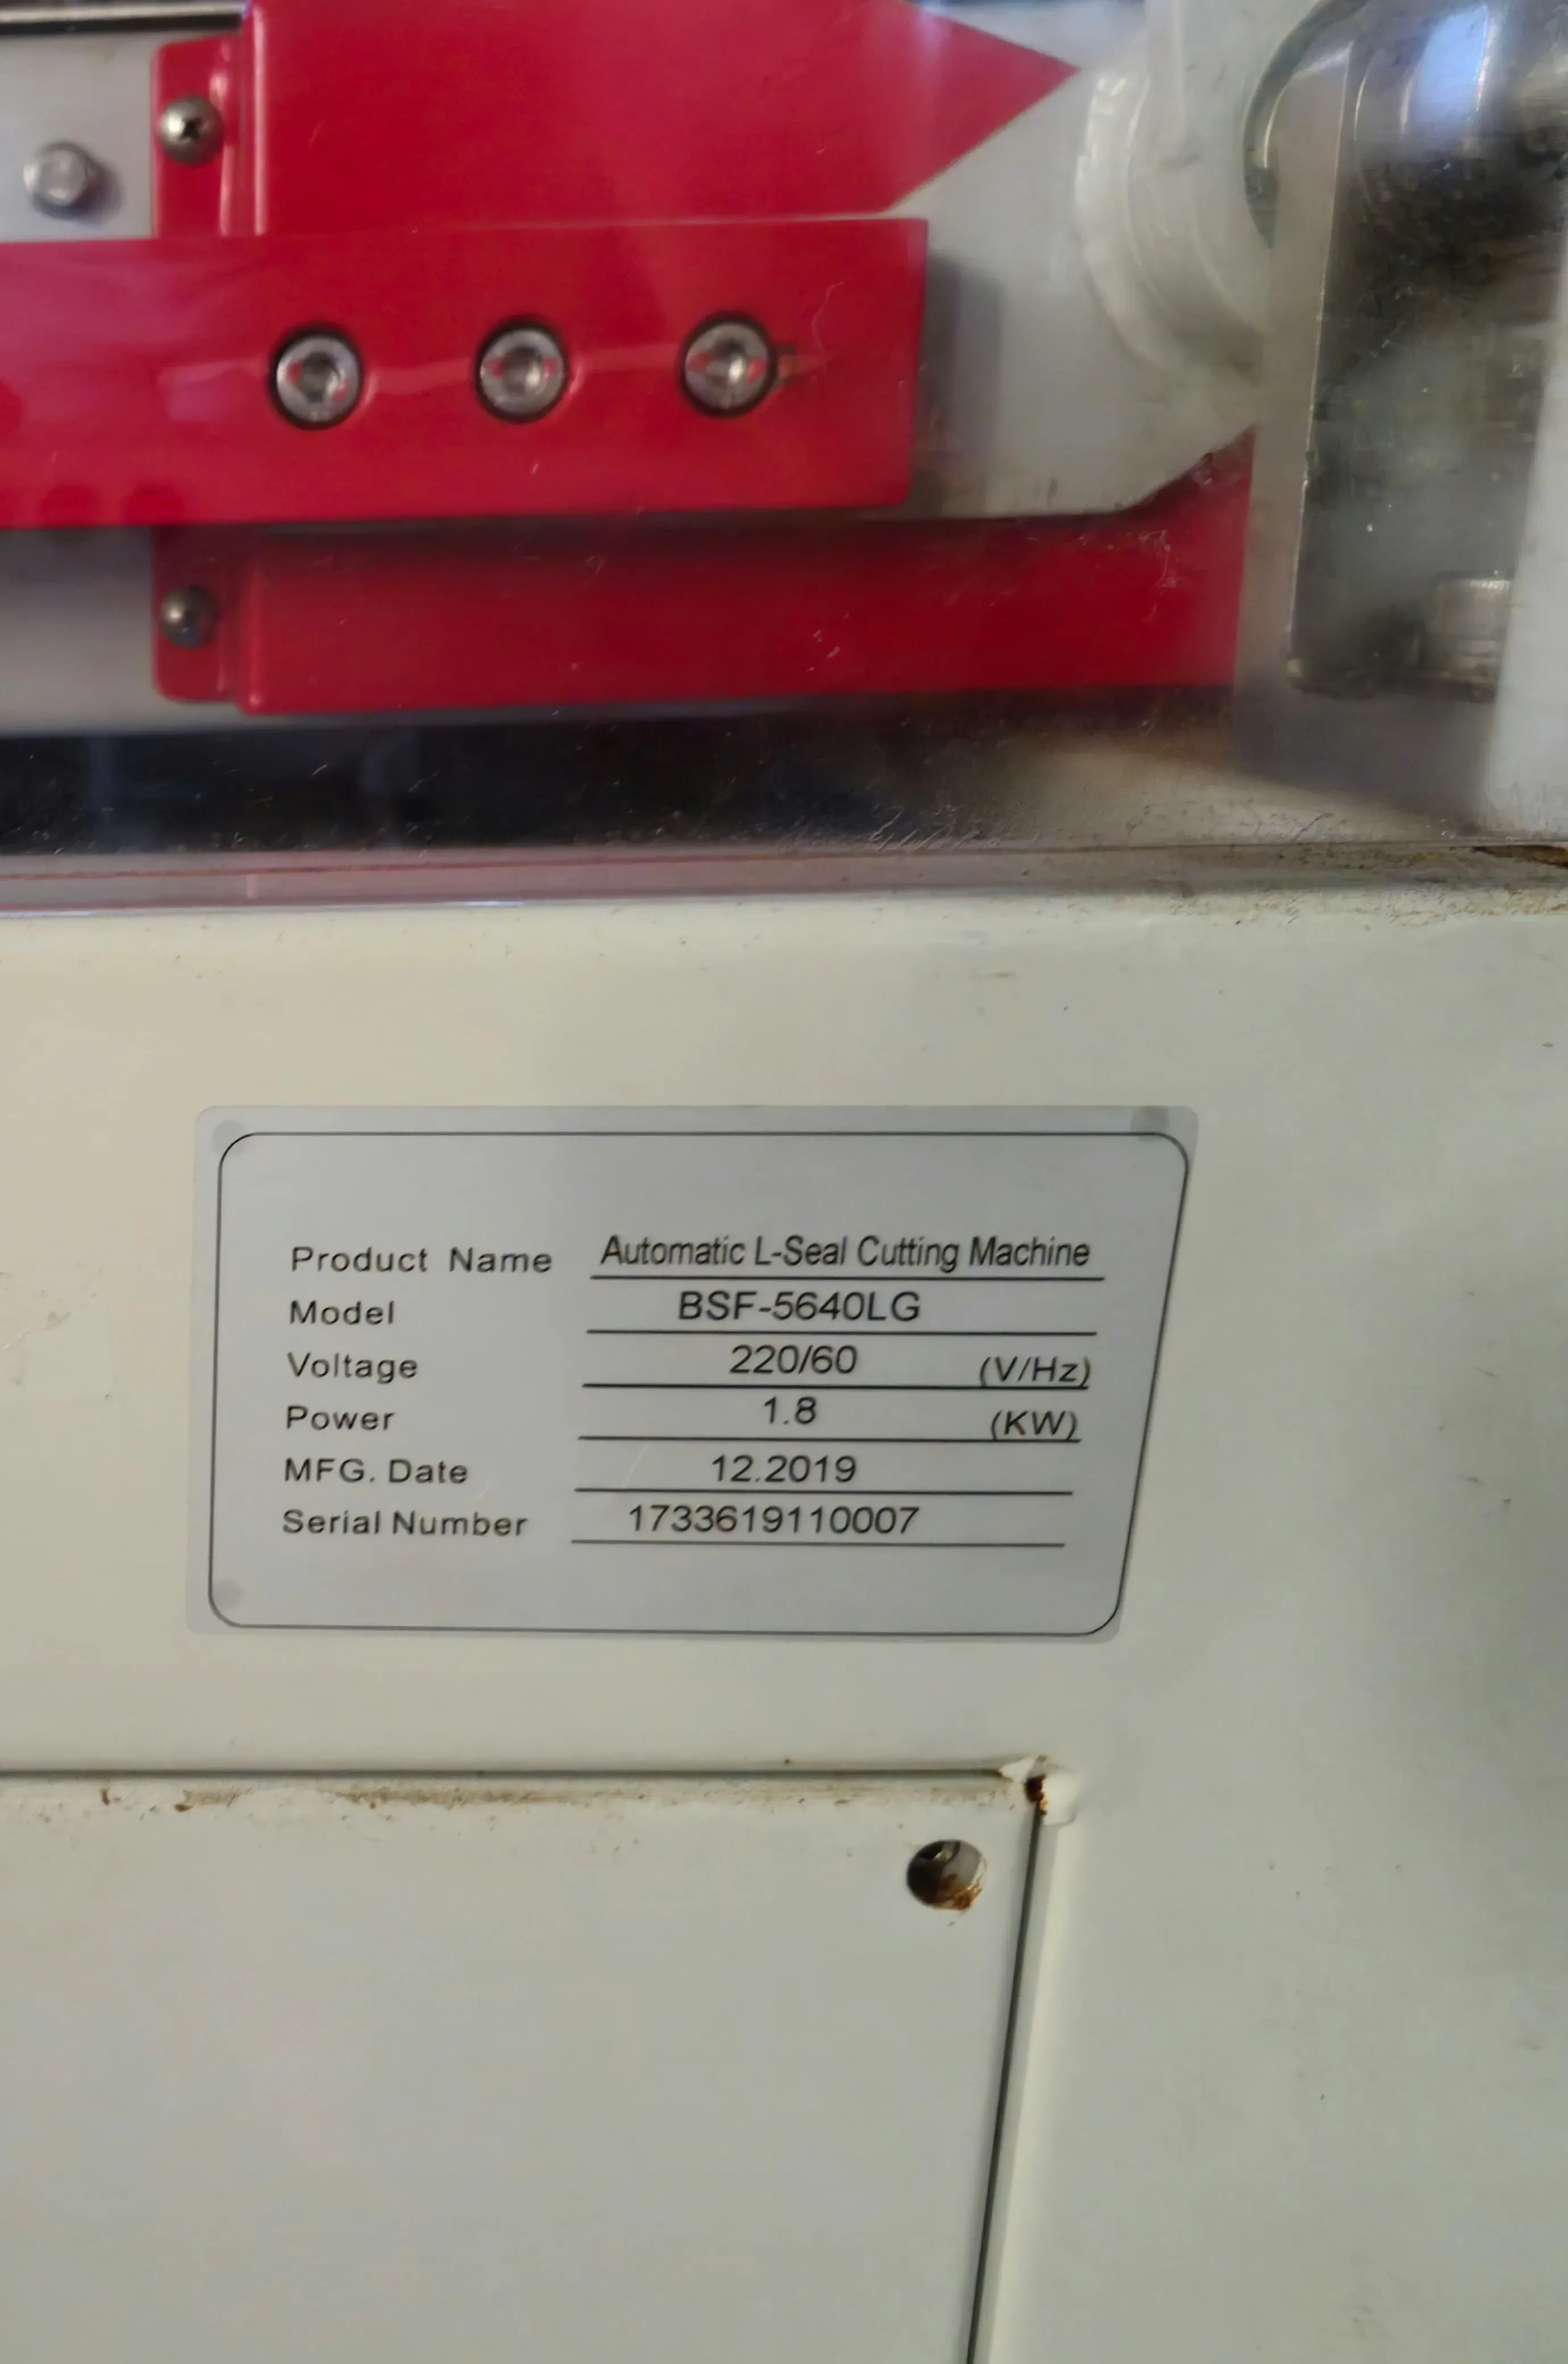 Product Name Automatic L-Seal Cutting Machine
Model BSF-5640LG
Voltage 220/60 (V/Hz)
Power 1.8 (KW)
MFG. Date 12.2019
Serial Number 1733619110007